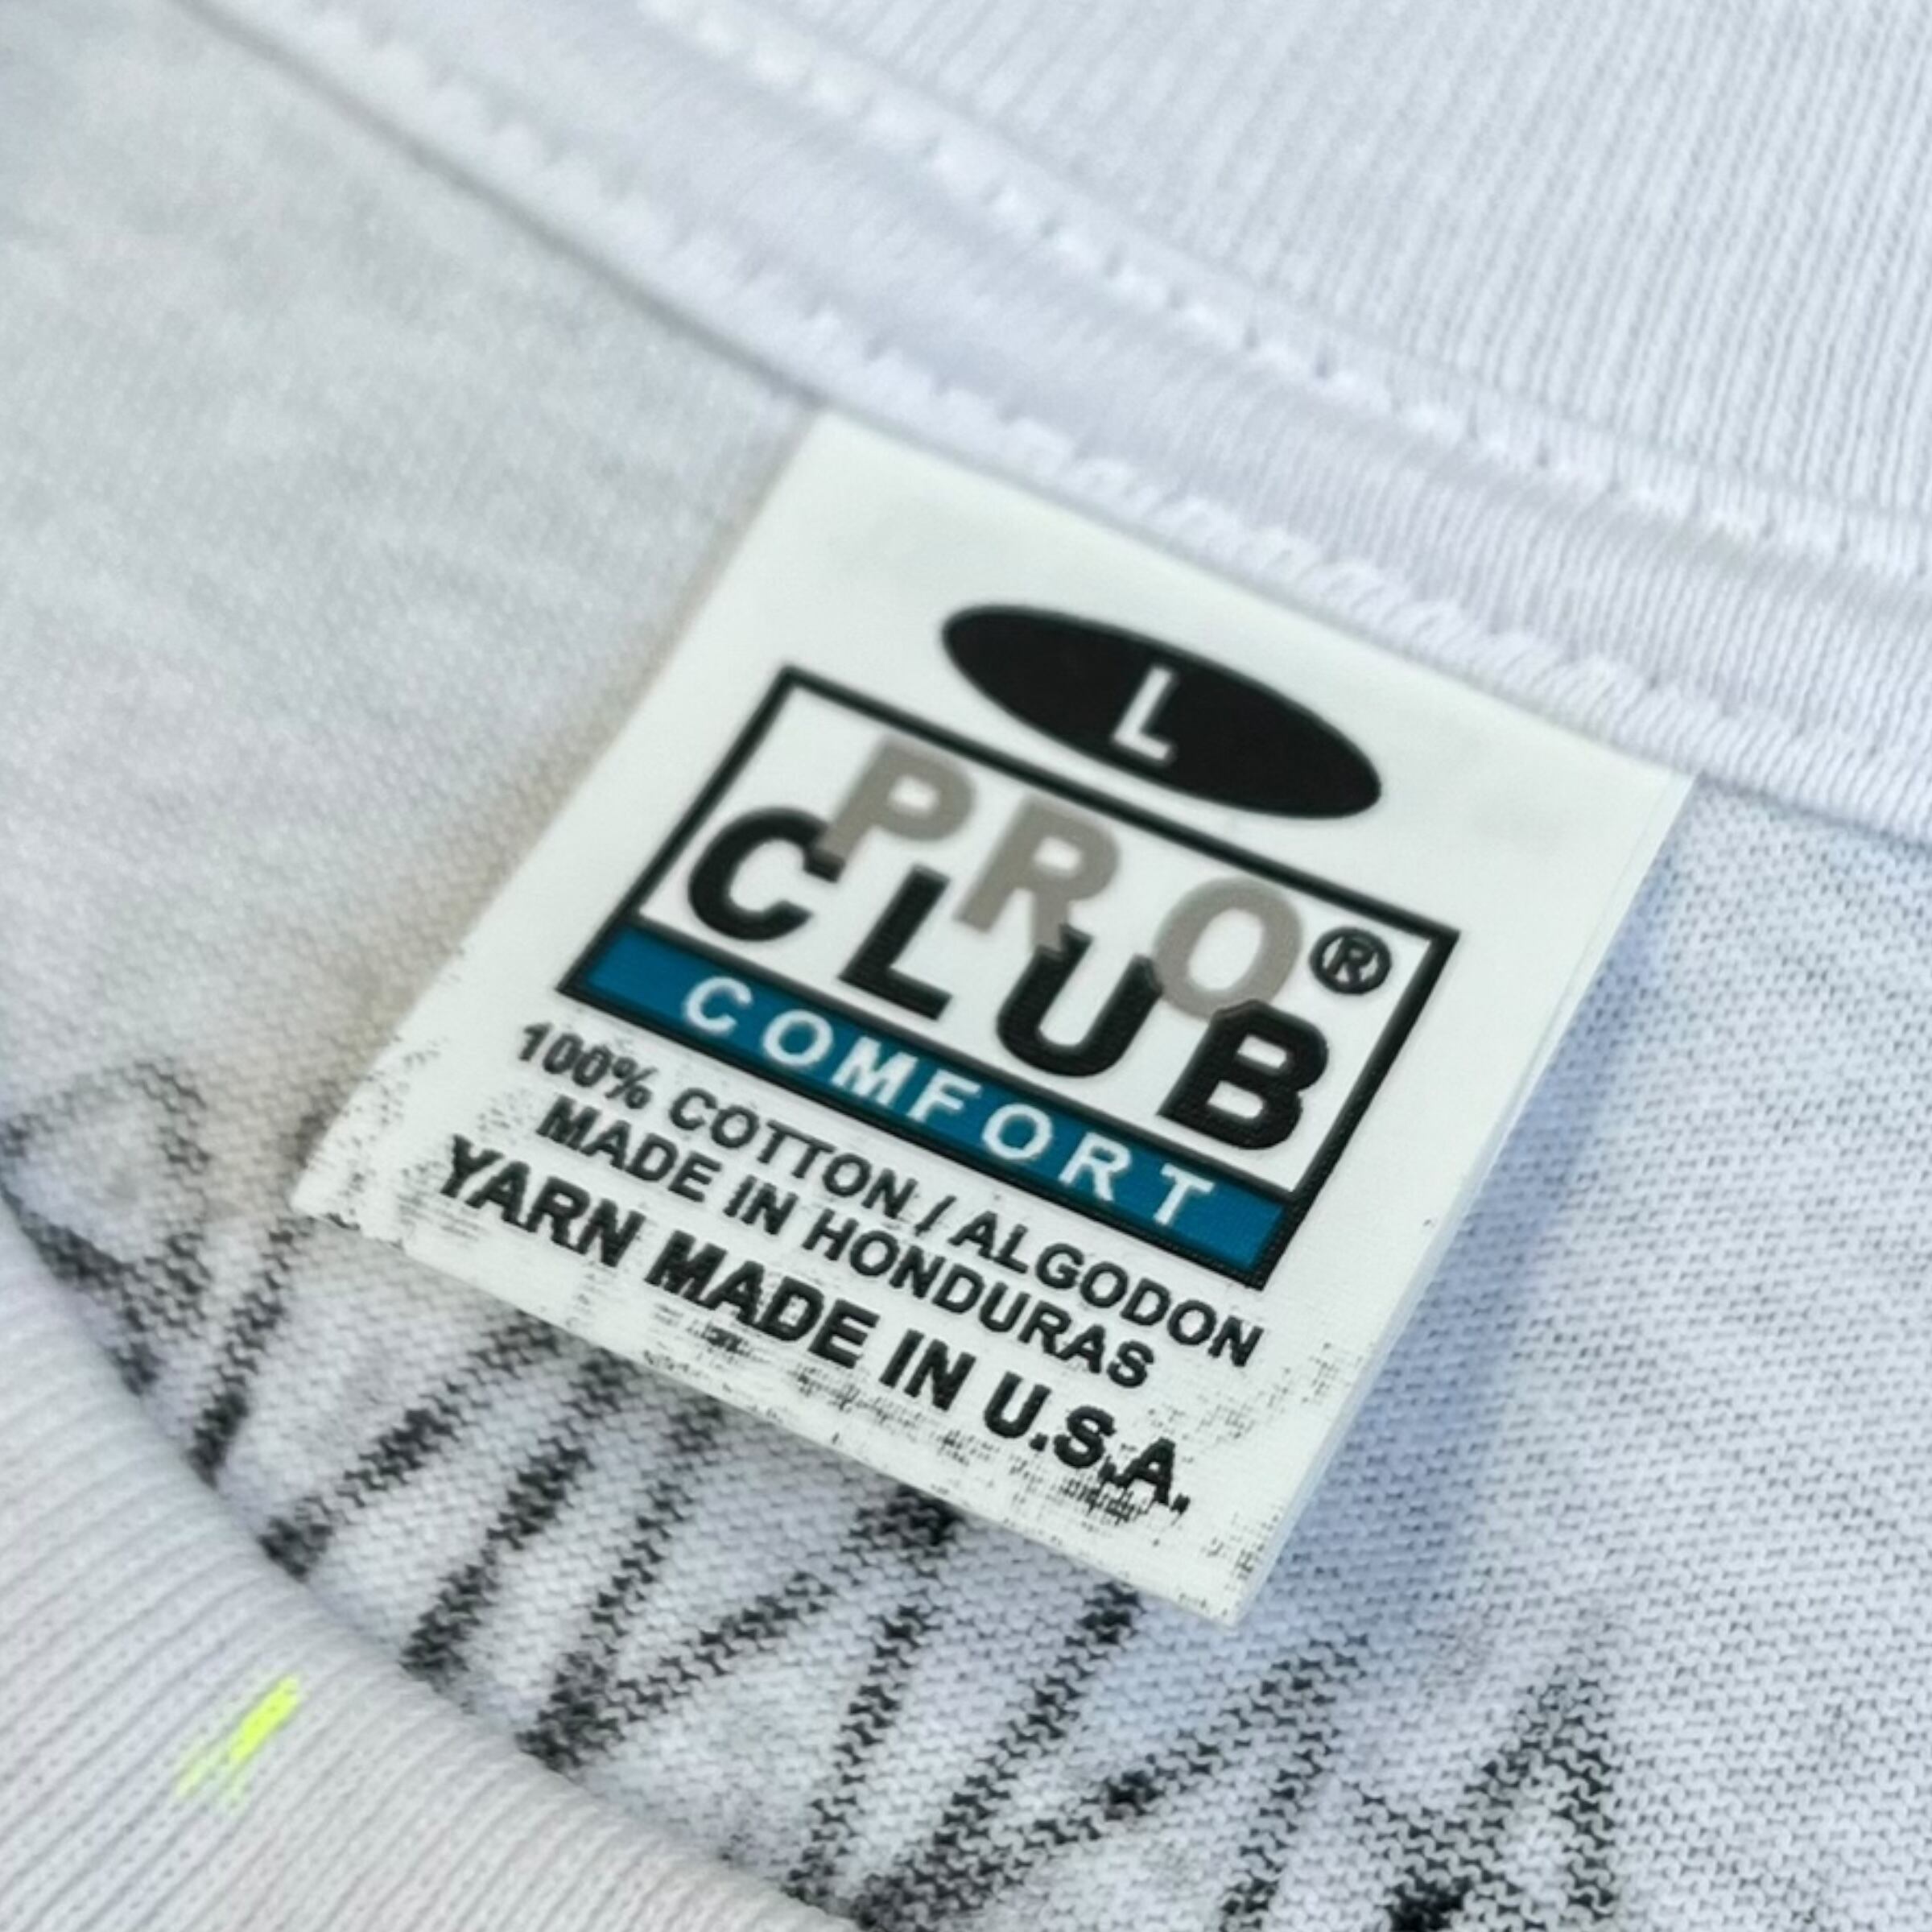 L
PRO
CLUB®
COMFORT
100% COTTON / ALGODON
MADE IN HONDURAS
YARN MADE IN U.S.A.